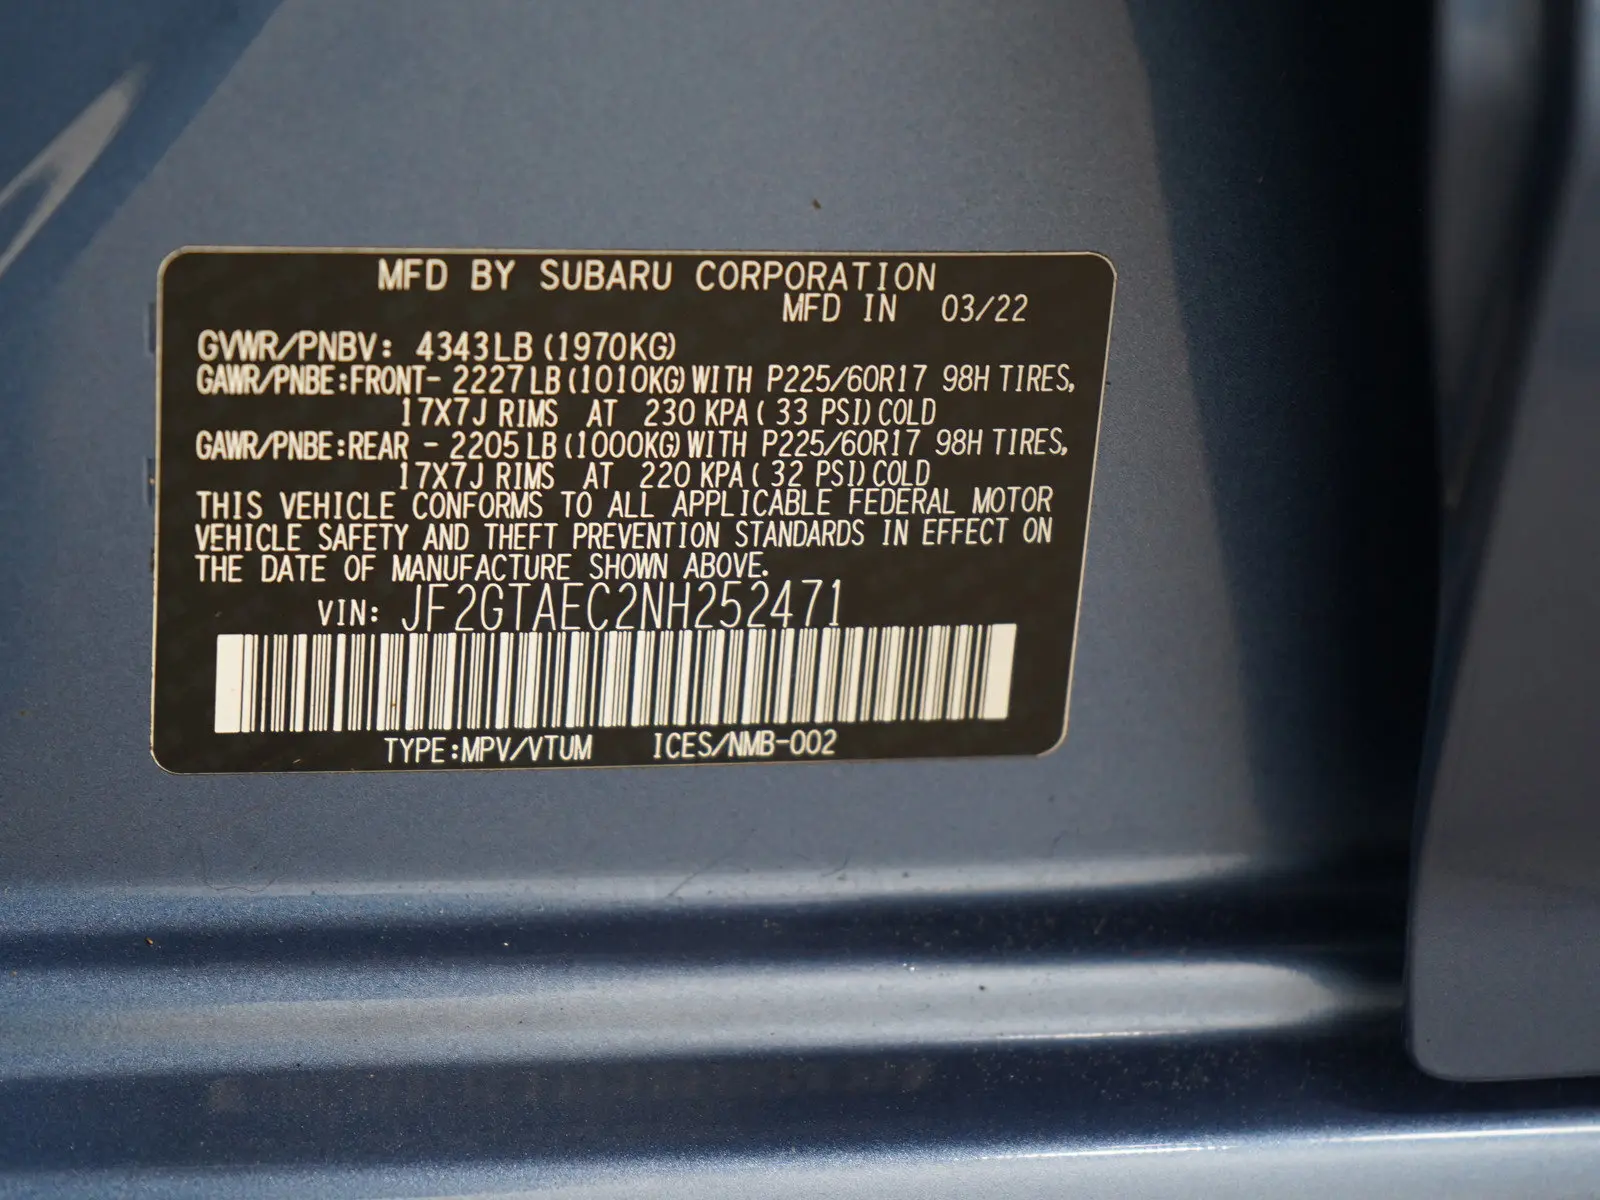 MFD BY SUBARU CORPORATION
MFD IN 03/22
GVWR/PNBV: 4343LB (1970KG)
GAWR/PNBE:FRONT- 2227LB (1010KG) WITH P225/60R17 98H TIRES,
17X7J RIMS AT 230 KPA ( 33 PSI) COLD
GAWR/PNBE:REAR - 2205LB (1000KG) WITH P225/60R17 98H TIRES,
17X7J RIMS AT 220 KPA ( 32 PSI) COLD
THIS VEHICLE CONFORMS TO ALL APPLICABLE FEDERAL MOTOR
VEHICLE SAFETY AND THEFT PREVENTION STANDARDS IN EFFECT ON
THE DATE OF MANUFACTURE SHOWN ABOVE.
VIN: JF2GTAEC2NH252471
TYPE:MPV/VTUM ICES/NMB-002